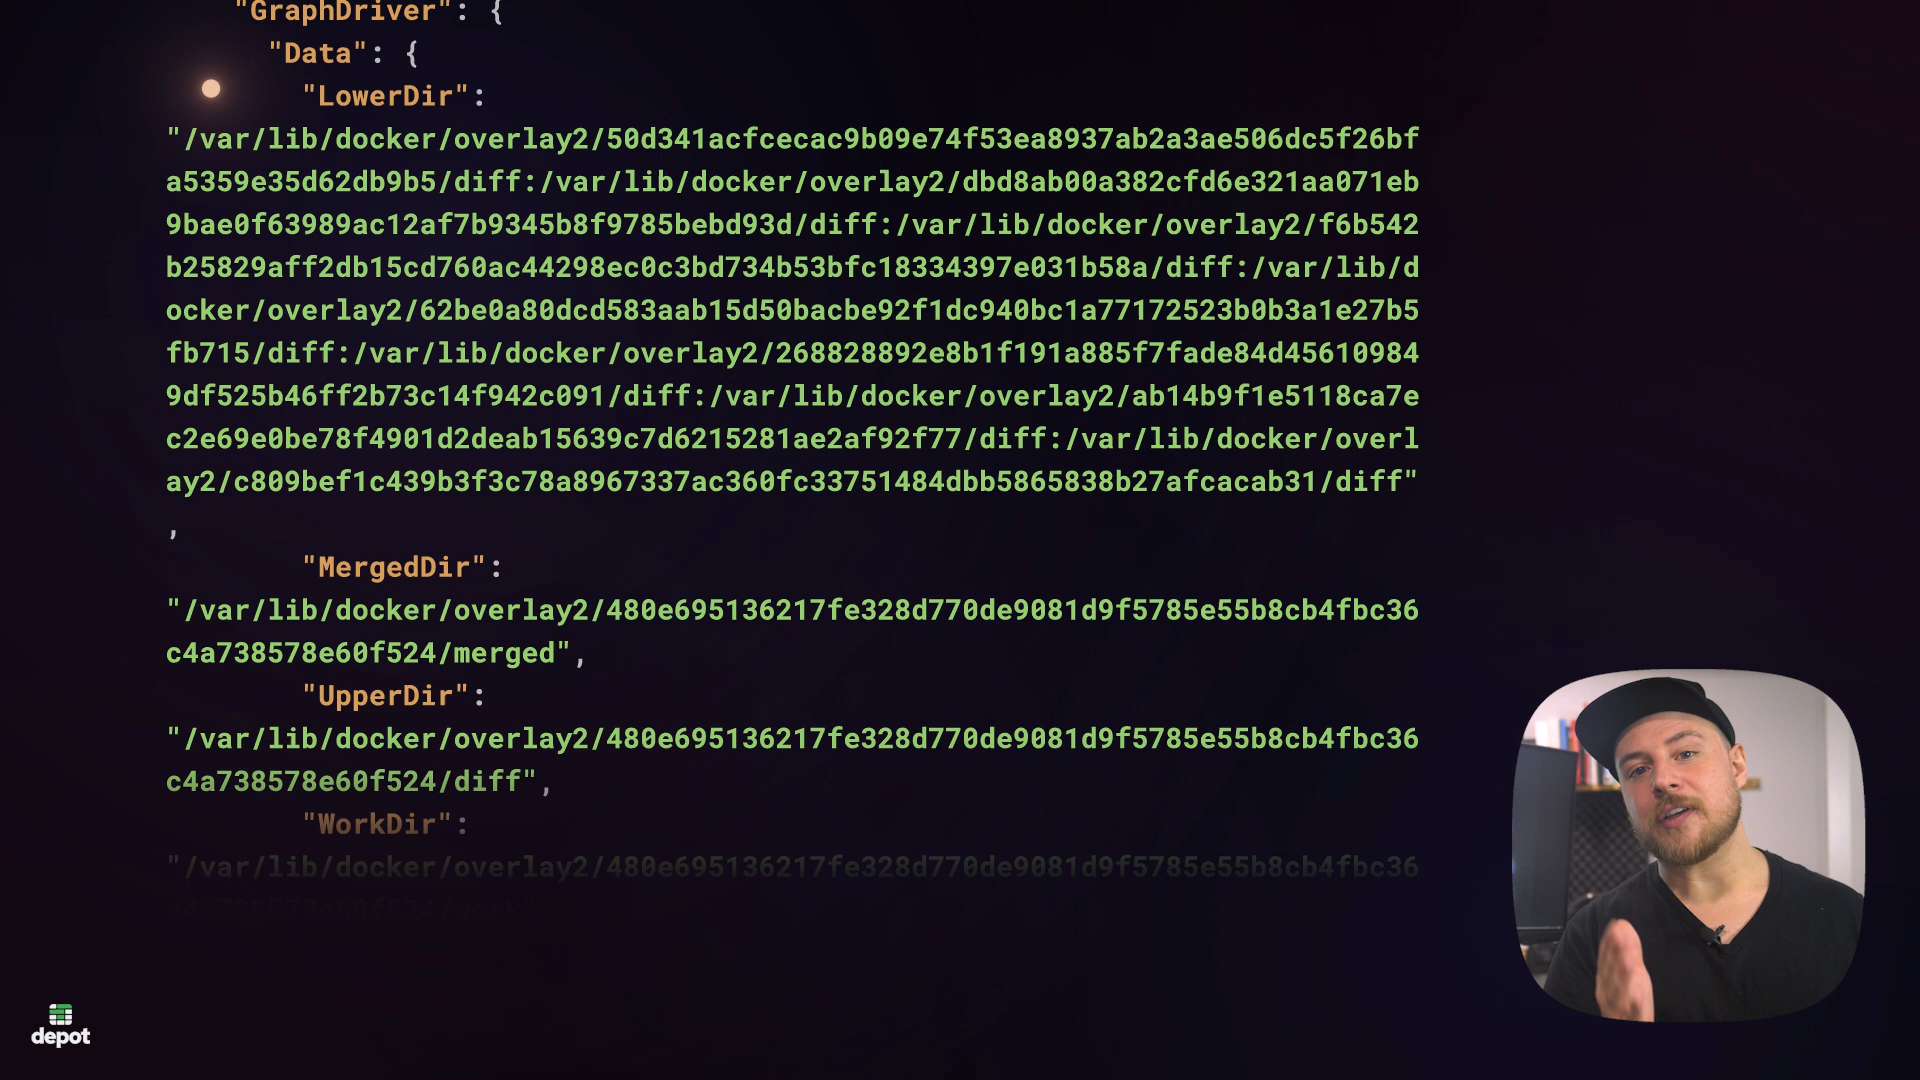 "GraphDriver": {
"Data": {
"LowerDir":
"/var/lib/docker/overlay2/50d341acfcecac9b09e74f53ea8937ab2a3ae506dc5f26bf
a5359e35d62db9b5/diff:/var/lib/docker/overlay2/dbd8ab00a382cfd6e321aa071eb
9bae0f63989ac12af7b9345b8f9785bebd93d/diff:/var/lib/docker/overlay2/f6b542
b25829aff2db15cd760ac44298ec0c3bd734b53bfc18334397e031b58a/diff:/var/lib/d
ocker/overlay2/62be0a80dcd583aab15d50bacbe92f1dc940bc1a77172523b0b3a1e27b5
fb715/diff:/var/lib/docker/overlay2/268828892e8b1f191a885f7fade84d45610984
9df525b46ff2b73c14f942c091/diff:/var/lib/docker/overlay2/ab14b9f1e5118ca7e
c2e69e0be78f4901d2deab15639c7d6215281ae2af92f77/diff:/var/lib/docker/overl
ay2/c809bef1c439b3f3c78a8967337ac360fc33751484dbb5865838b27afcacab31/diff"
,
"MergedDir":
"/var/lib/docker/overlay2/480e695136217fe328d770de9081d9f5785e55b8cb4fbc36
c4a738578e60f524/merged",
"UpperDir":
"/var/lib/docker/overlay2/480e695136217fe328d770de9081d9f5785e55b8cb4fbc36
c4a738578e60f524/diff",
"WorkDir":
"/var/lib/docker/overlay2/480e695136217fe328d770de9081d9f5785e55b8cb4fbc36
c4a738578e60f524/work"
depot